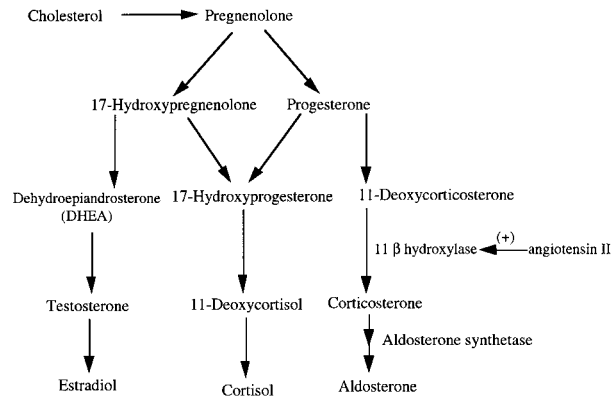 Cholesterol
Pregnenolone
17-Hydroxypregnenolone
Progesterone
Dehydroepiandrosterone
(DHEA)
17-Hydroxyprogesterone
11-Deoxycorticosterone
11 β hydroxylase
(+)
angiotensin II
Testosterone
11-Deoxycortisol
Corticosterone
Aldosterone synthetase
Estradiol
Cortisol
Aldosterone